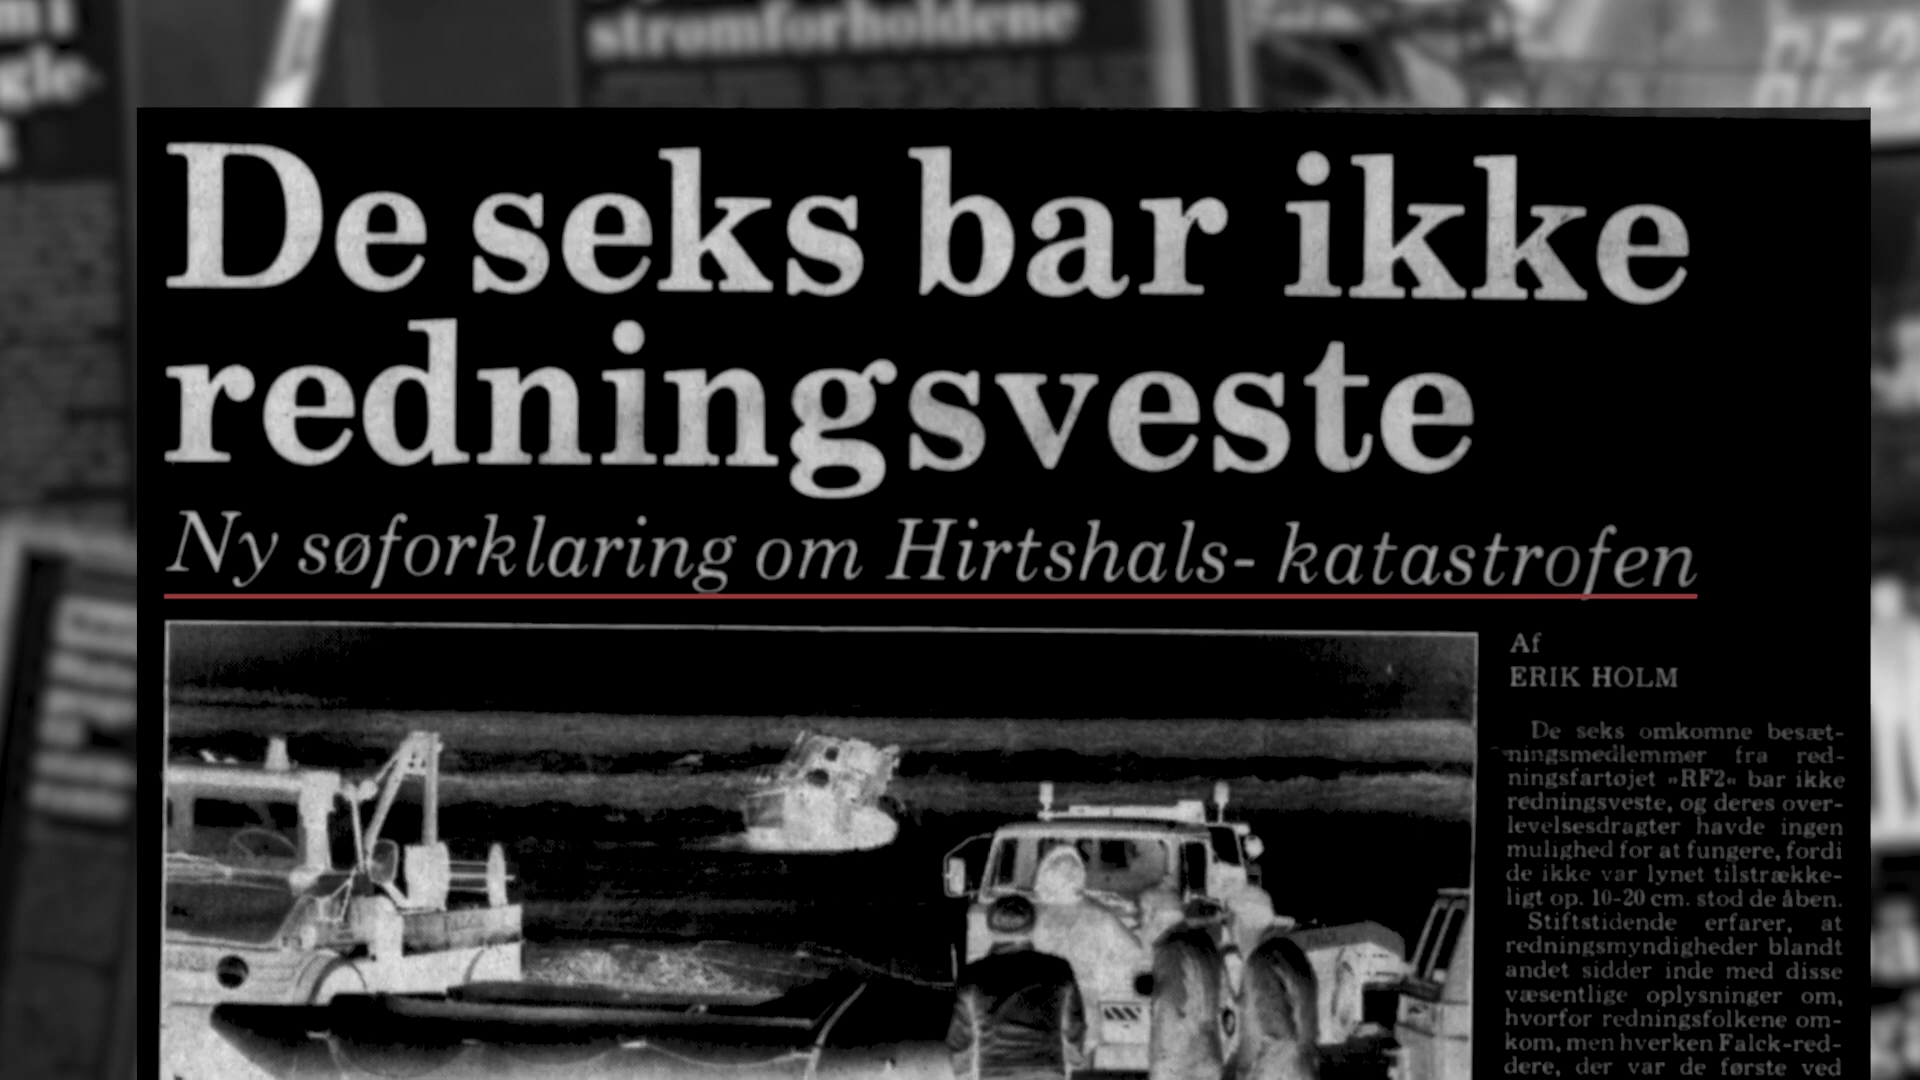 strømforholdene
De seks bar ikke
redningsveste
Ny søforklaring om Hirtshals- katastrofen
Af
ERIK HOLM
De seks omkomne besæt-
ningsmedlemmer fra red-
ningsfartøjet »RF2« bar ikke
redningsveste, og deres over-
levelsesdragter havde ingen
mulighed for at fungere, fordi
de ikke var lynet tilstrække-
ligt op. 10-20 cm. stod de åben.
Stiftstidende erfarer, at
redningsmyndigheder blandt
andet sidder inde med disse
væsentlige oplysninger om,
hvorfor redningsfolkene om-
kom, men hverken Falck-red-
dere, der var de første ved